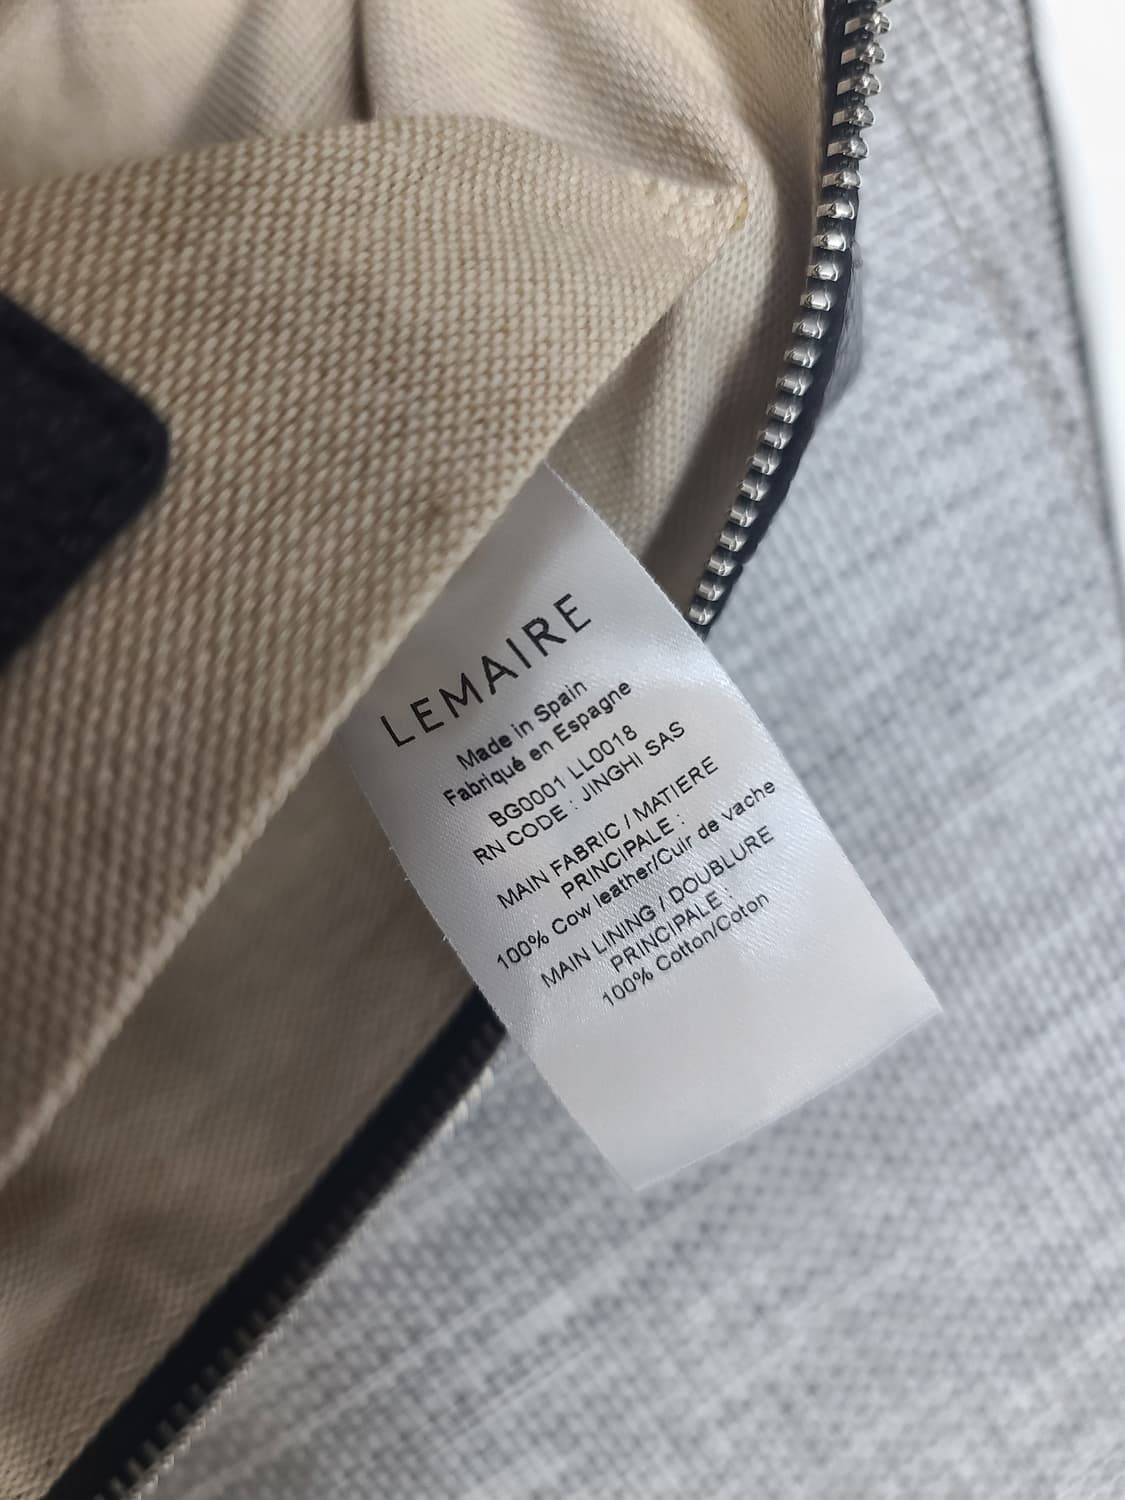 LEMAIRE
Made in Spain
Fabriqué en Espagne
BG0001 LL0018
RN CODE : JINGHI SAS
MAIN FABRIC / MATIERE
PRINCIPALE :
100% Cow leather/Cuir de vache
MAIN LINING / DOUBLURE
PRINCIPALE :
100% Cotton/Coton